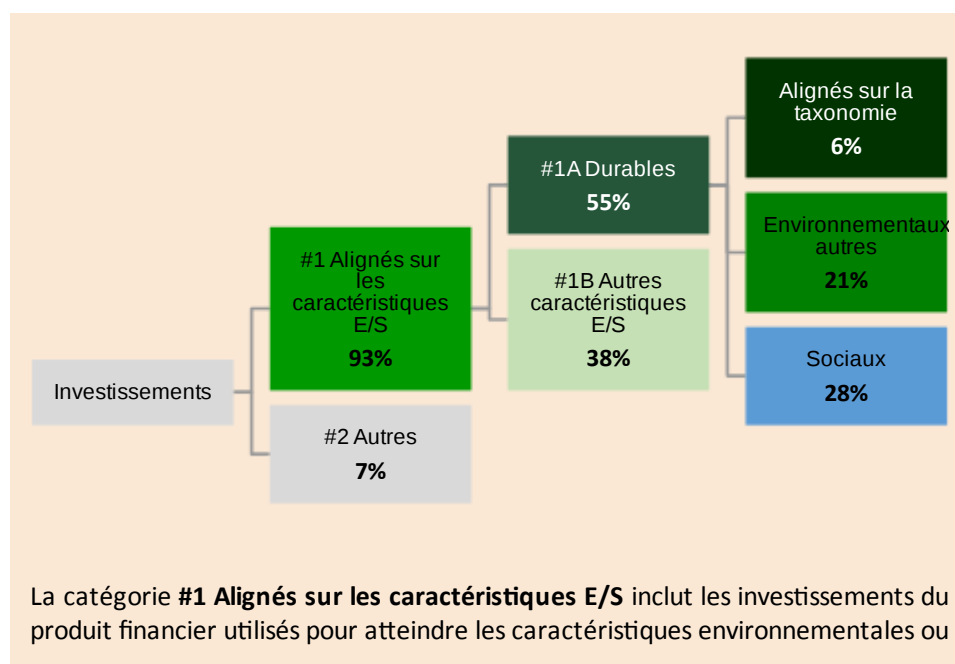 Alignés sur la
taxonomie
6%
#1A Durables
55%
Environnementaux
autres
21%
#1 Alignés sur
les
caractéristiques
E/S
93%
#1B Autres
caractéristiques
E/S
38%
Sociaux
28%
Investissements
#2 Autres
7%
La catégorie #1 Alignés sur les caractéristiques E/S inclut les investissements du
produit financier utilisés pour atteindre les caractéristiques environnementales ou